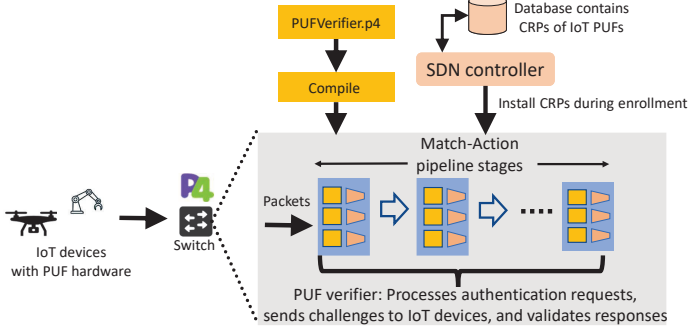 Database contains
CRPs of IoT PUFs
PUFVerifier.p4
SDN controller
Compile
Install CRPs during enrollment
Match-Action
pipeline stages
P4
Packets
Switch
IoT devices
with PUF hardware
PUF verifier: Processes authentication requests,
sends challenges to IoT devices, and validates responses